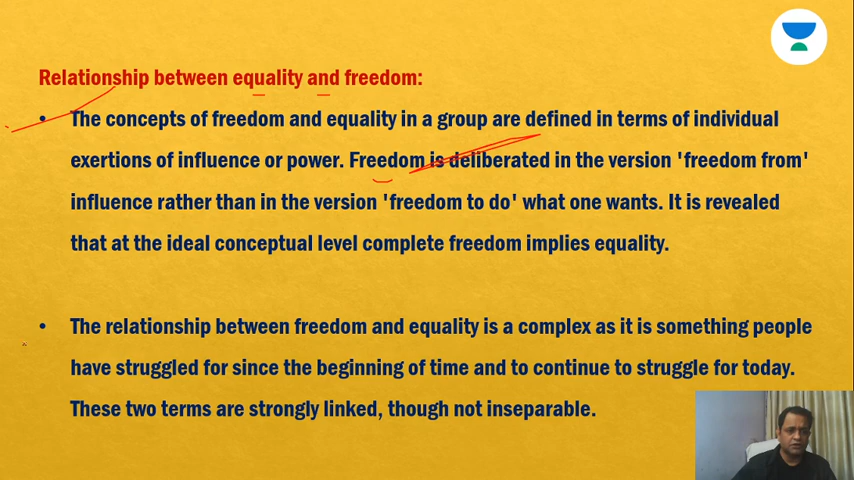 Relationship between equality and freedom:
• The concepts of freedom and equality in a group are defined in terms of individual
exertions of influence or power. Freedom is deliberated in the version 'freedom from'
influence rather than in the version 'freedom to do' what one wants. It is revealed
that at the ideal conceptual level complete freedom implies equality.
• The relationship between freedom and equality is a complex as it is something people
have struggled for since the beginning of time and to continue to struggle for today.
These two terms are strongly linked, though not inseparable.